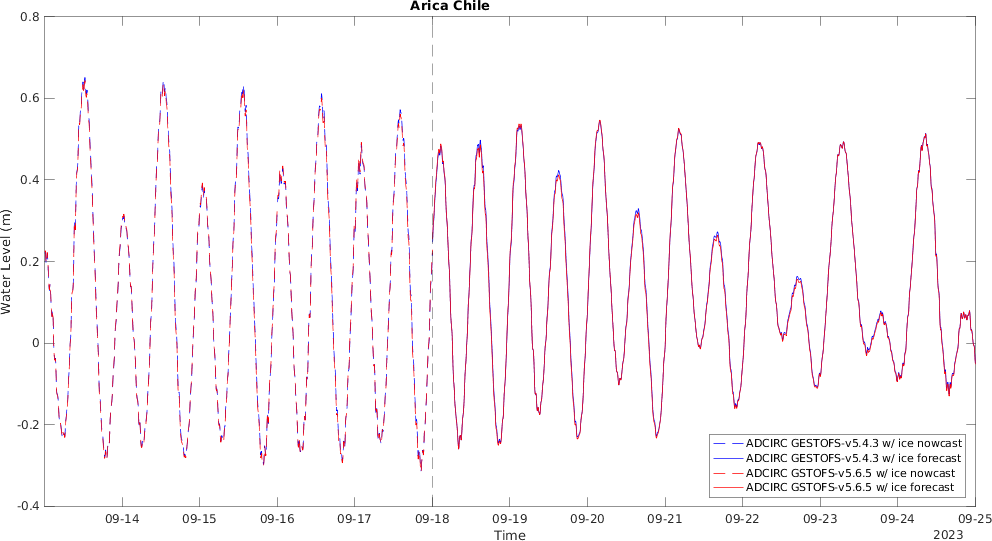 Arica Chile
0.8
0.6
0.4
0.2
0
-0.2
-0.4
Water Level (m)
ADCIRC GESTOFS-v5.4.3 w/ ice nowcast
ADCIRC GESTOFS-v5.4.3 w/ ice forecast
ADCIRC GSTOFS-v5.6.5 w/ ice nowcast
ADCIRC GSTOFS-v5.6.5 w/ ice forecast
09-14 09-15 09-16 09-17 09-18 09-19 09-20 09-21 09-22 09-23 09-24 09-25
Time
2023